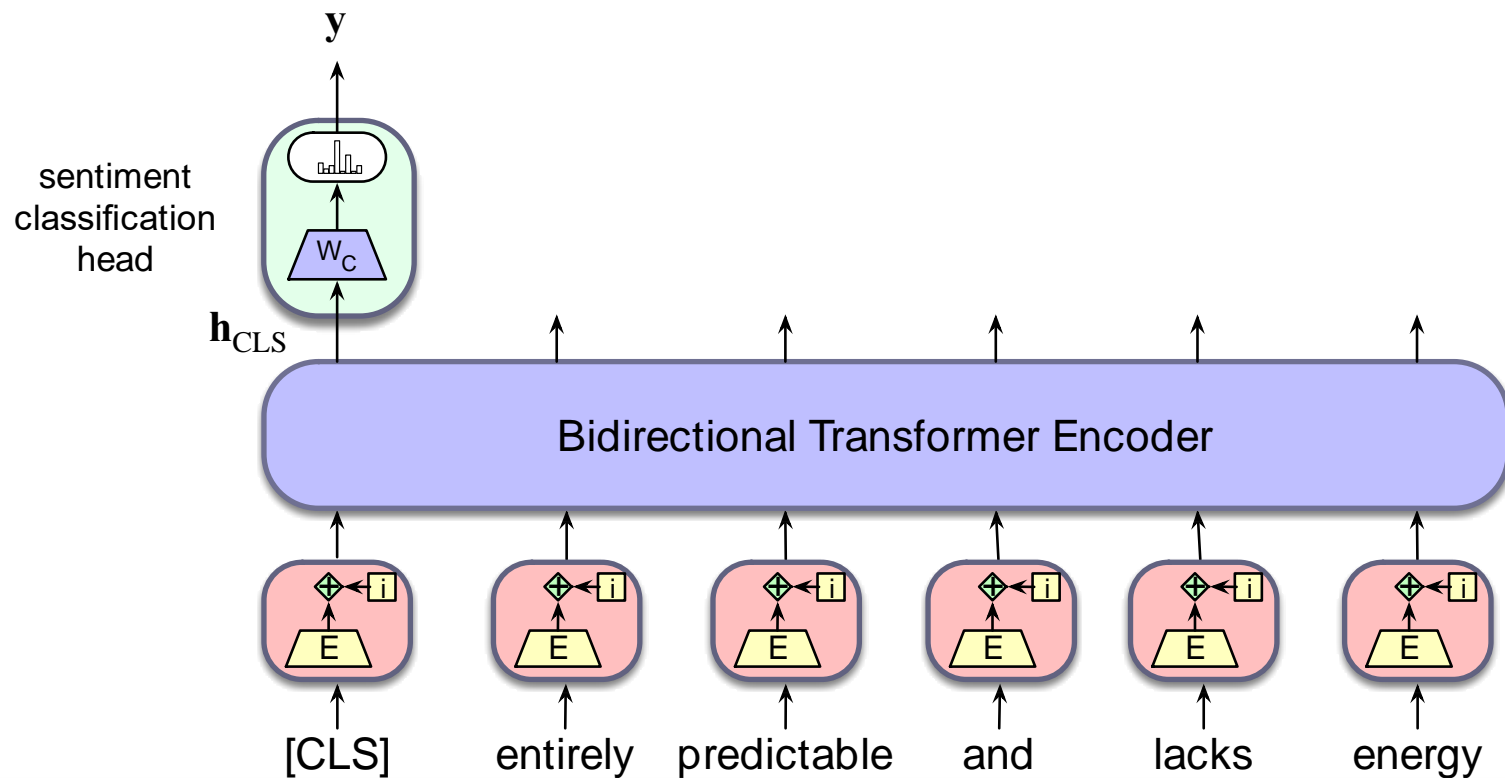 y
sentiment
classification
head
W_C
h_CLS
Bidirectional Transformer Encoder
+ i + i + i + i + i + i
E E E E E E
[CLS] entirely predictable and lacks energy